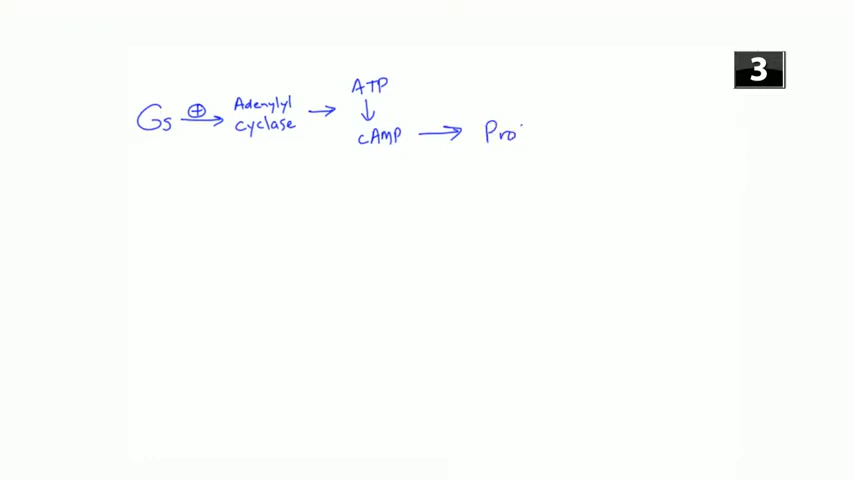 3
Gs ⊕→ Adenylyl cyclase → ATP
↓
cAMP → Pro